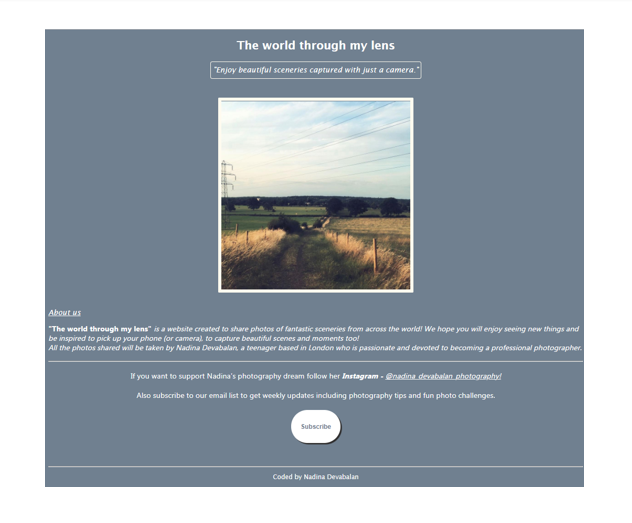 The world through my lens
"Enjoy beautiful sceneries captured with just a camera."
About us
"The world through my lens" is a website created to share photos of fantastic sceneries from across the world! We hope you will enjoy seeing new things and
be inspired to pick up your phone (or camera), to capture beautiful scenes and moments too!
All the photos shared will be taken by Nadina Devabalan, a teenager based in London who is passionate and devoted to becoming a professional photographer.
If you want to support Nadina's photography dream follow her Instagram - @nadina_devabalan_photography!
Also subscribe to our email list to get weekly updates including photography tips and fun photo challenges.
Subscribe
Coded by Nadina Devabalan